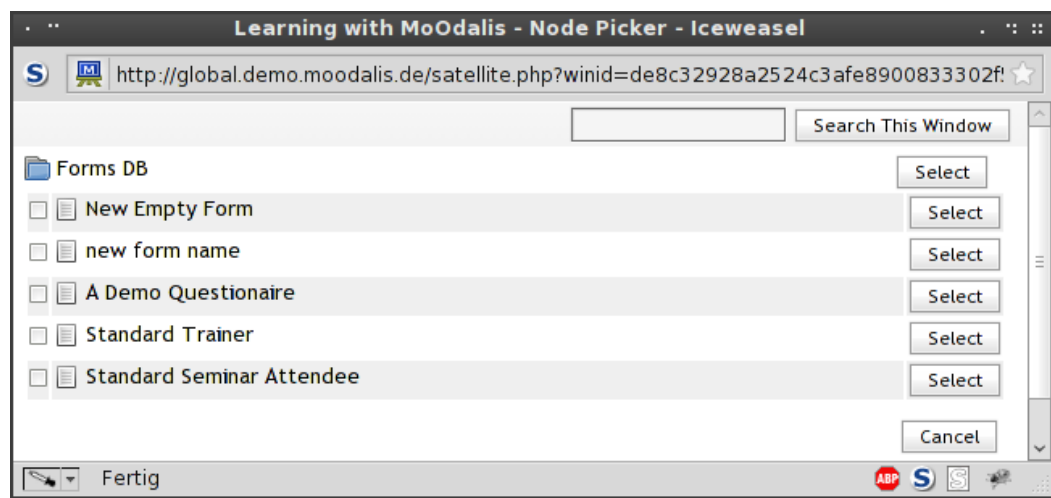 Learning with MoOdalis - Node Picker - Iceweasel
S M http://global.demo.moodalis.de/satellite.php?winid=de8c32928a2524c3afe8900833302f
Search This Window
Forms DB Select
New Empty Form Select
new form name Select
A Demo Questionaire Select
Standard Trainer Select
Standard Seminar Attendee Select
Cancel
Fertig ABP S S